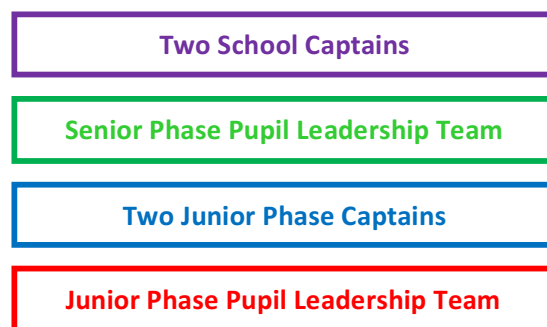 Two School Captains
Senior Phase Pupil Leadership Team
Two Junior Phase Captains
Junior Phase Pupil Leadership Team